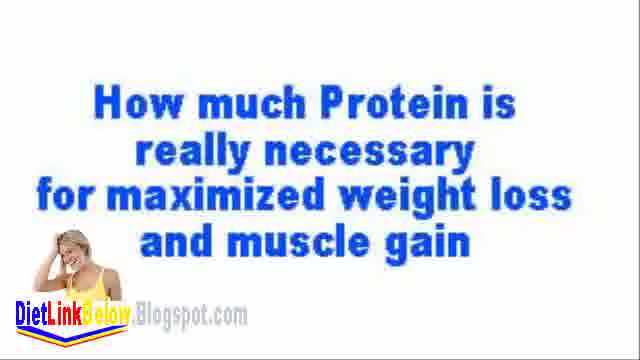 How much Protein is
really necessary
for maximized weight loss
and muscle gain
DietLinkBelow.Blogspot.com